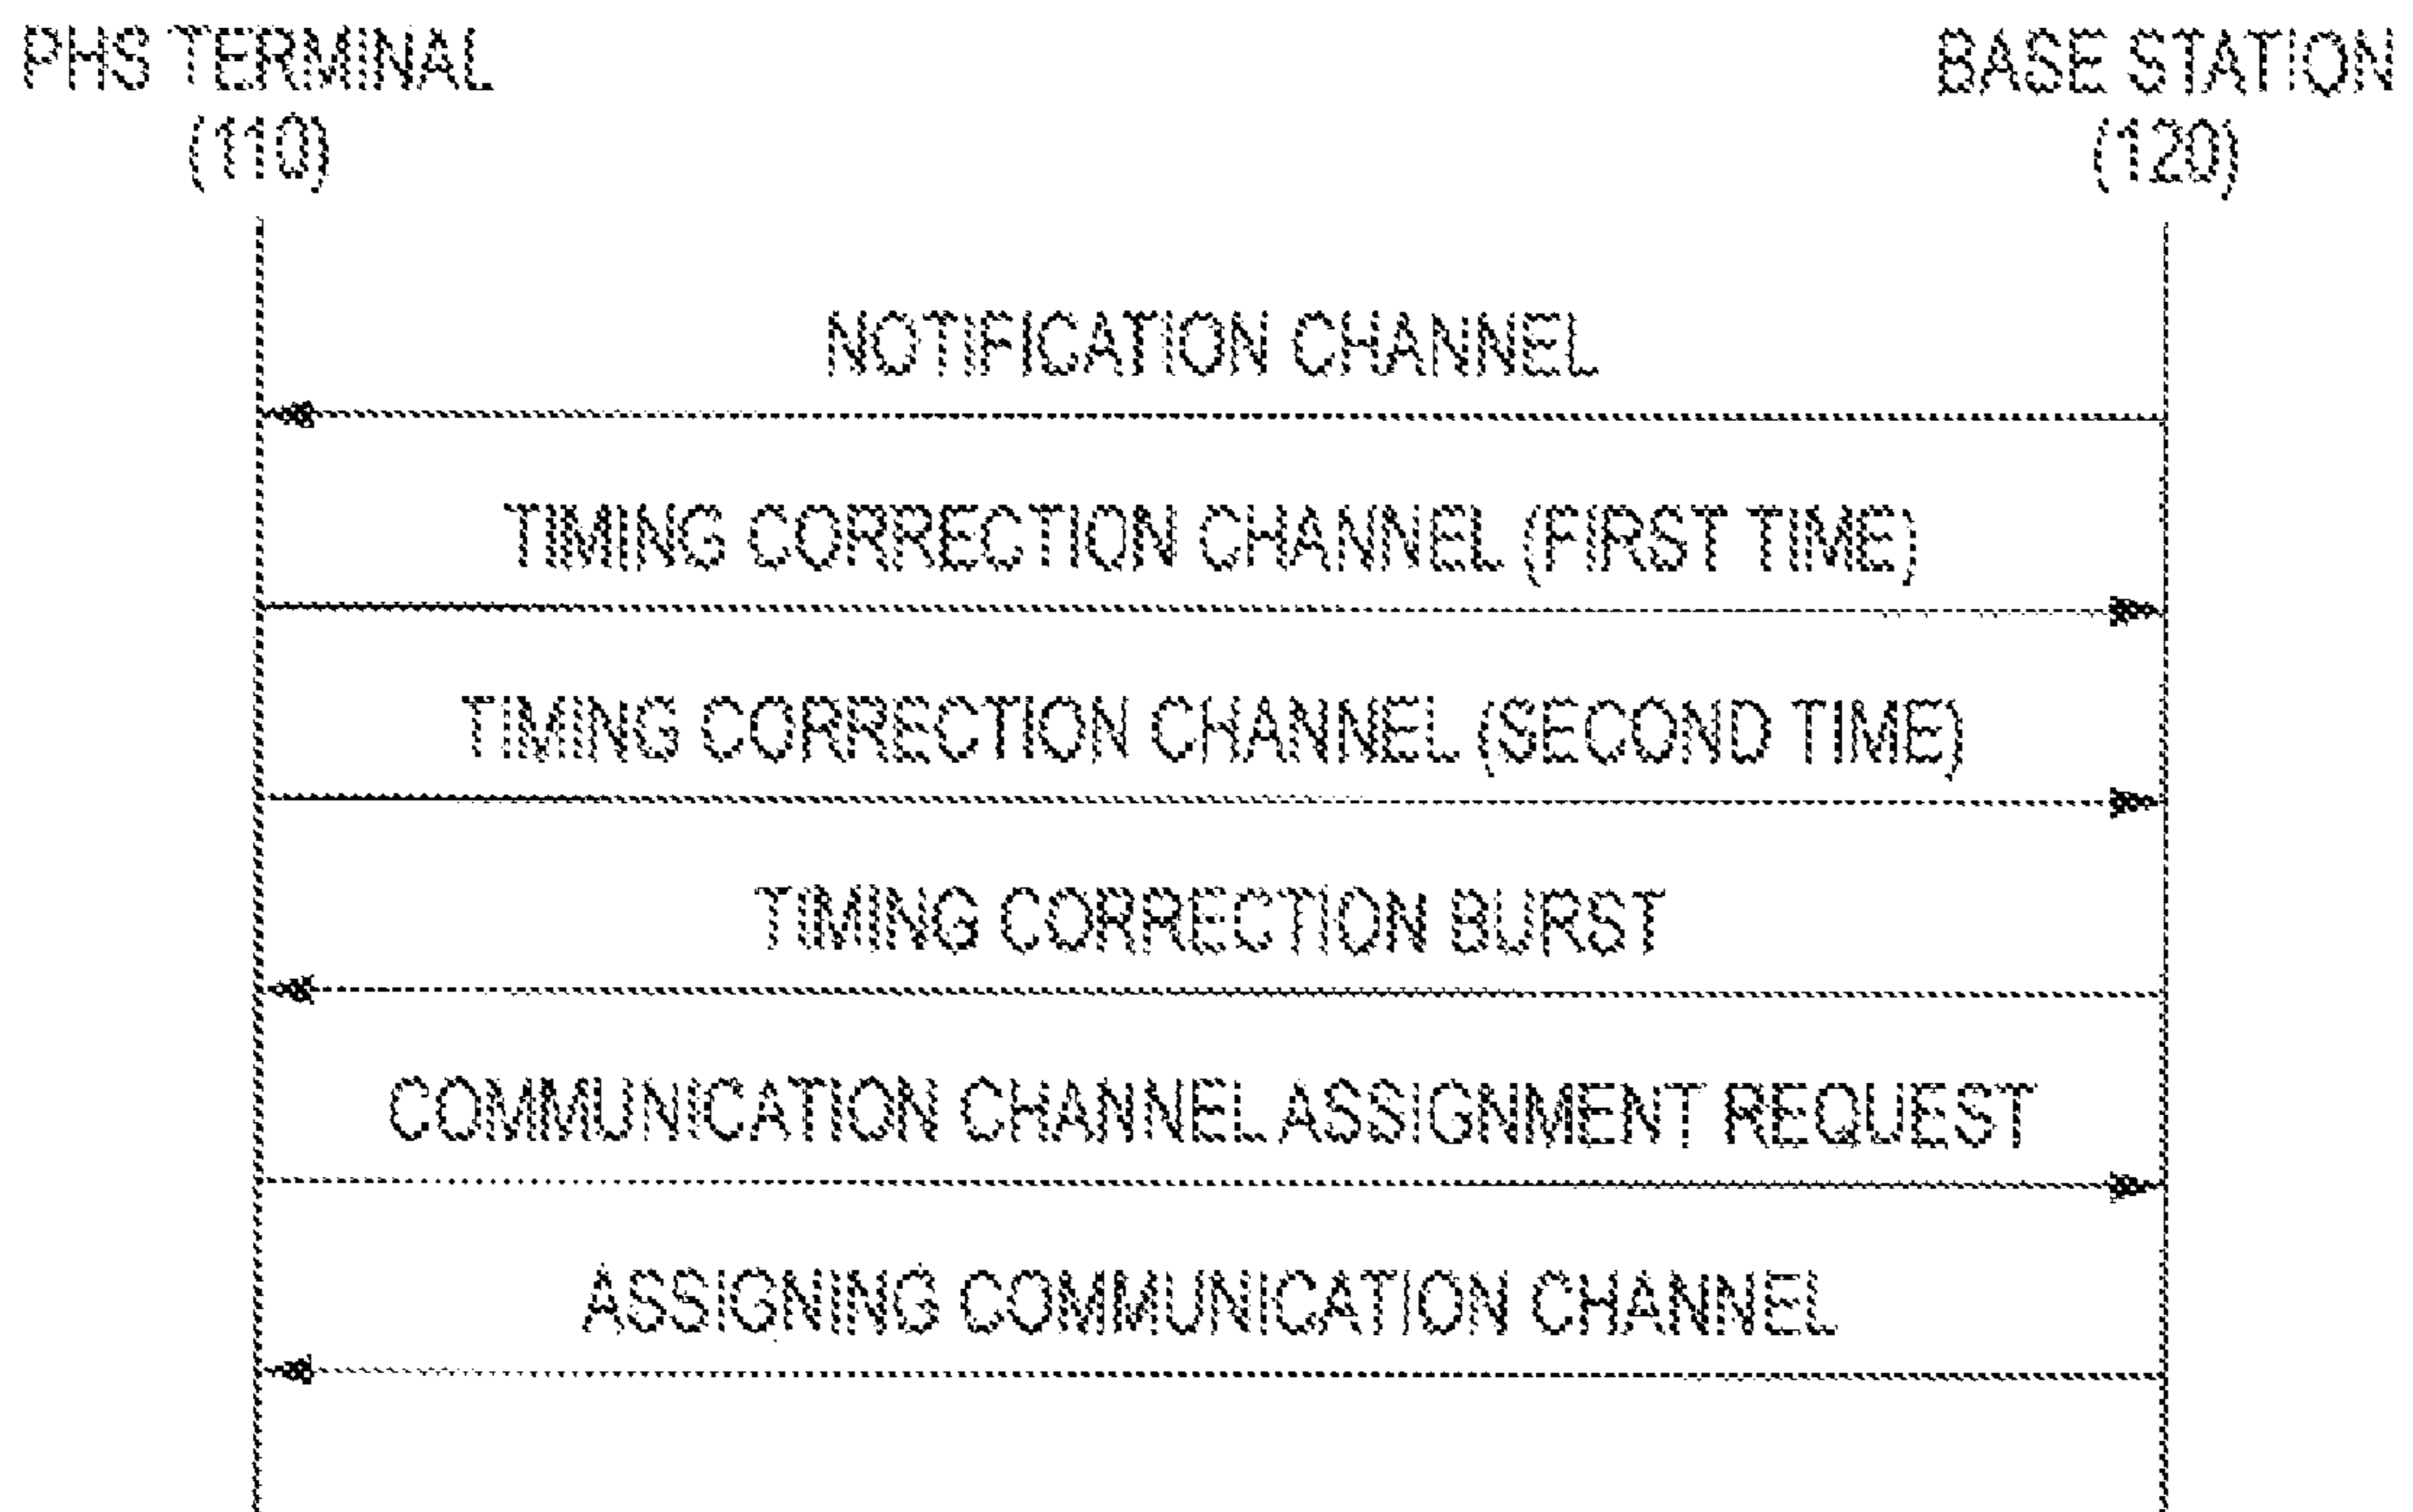 PHS TERMINAL
(110)
BASE STATION
(120)
NOTIFICATION CHANNEL
TIMING CORRECTION CHANNEL (FIRST TIME)
TIMING CORRECTION CHANNEL (SECOND TIME)
TIMING CORRECTION BURST
COMMUNICATION CHANNEL ASSIGNMENT REQUEST
ASSIGNING COMMUNICATION CHANNEL